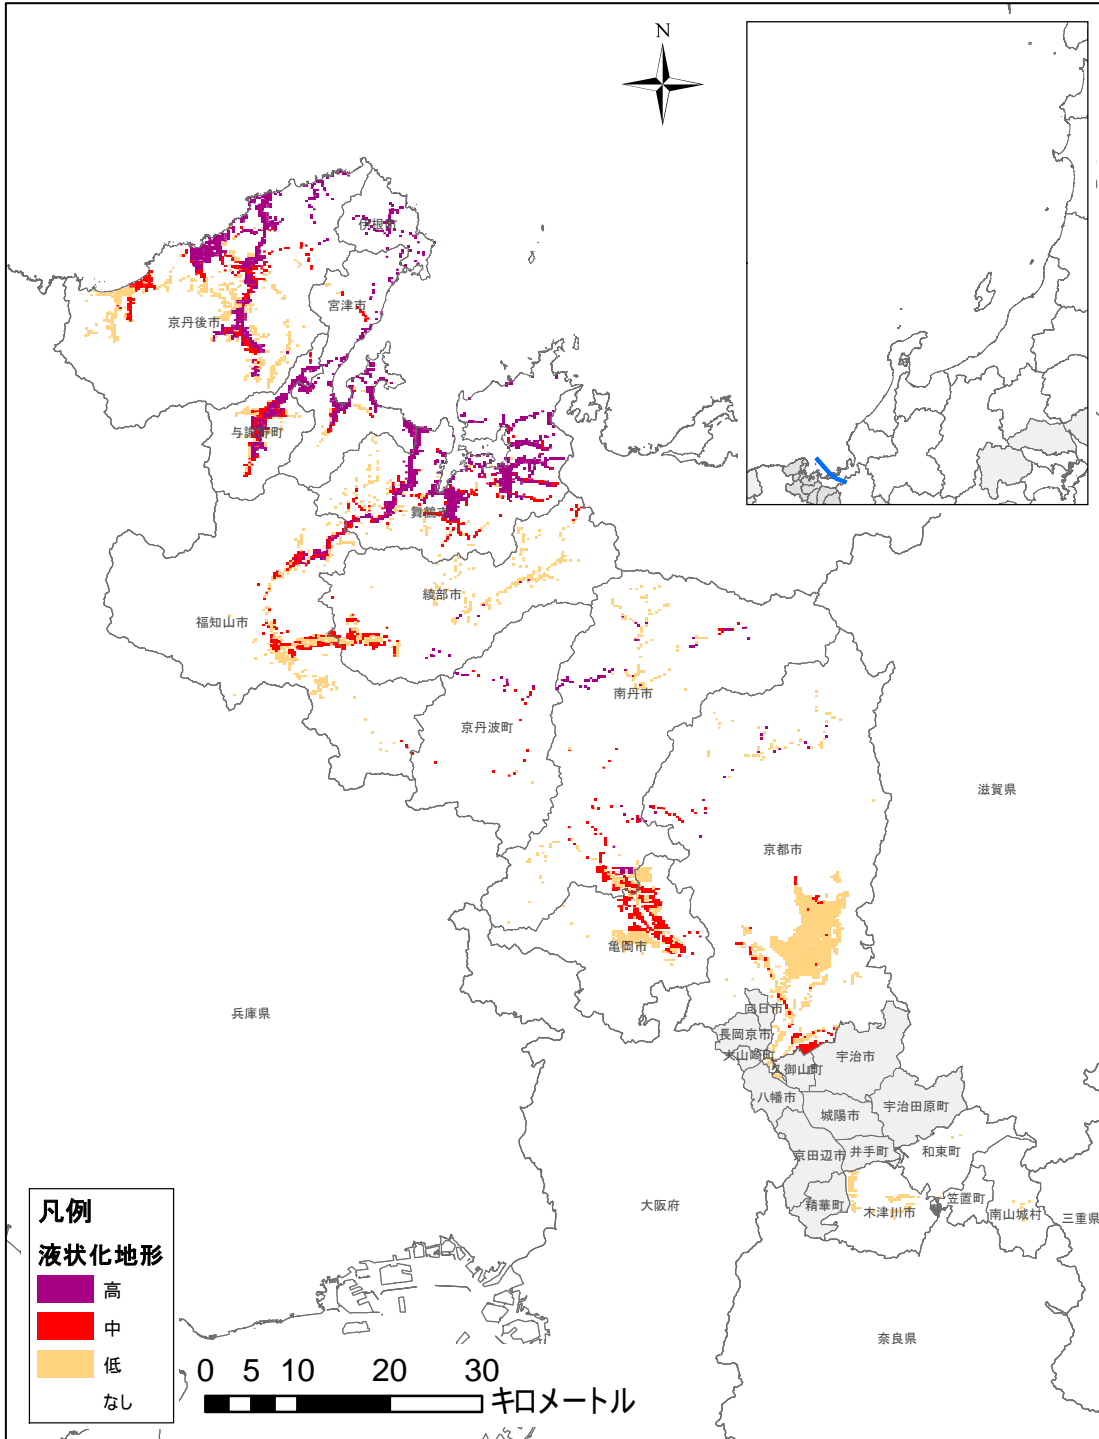 N
伊根町
宮津市
京丹後市
与謝野町
舞鶴市
綾部市
福知山市
南丹市
京丹波町
滋賀県
京都市
亀岡市
兵庫県
向日市
長岡京市
大山崎町
宇治市
久御山町
八幡市
宇治田原町
城陽市
京田辺市
井手町
和束町
精華町
木津川市
笠置町
南山城村
大阪府
三重県
奈良県
凡例
液状化地形
高
中
低
なし
0 5 10 20 30
キロメートル